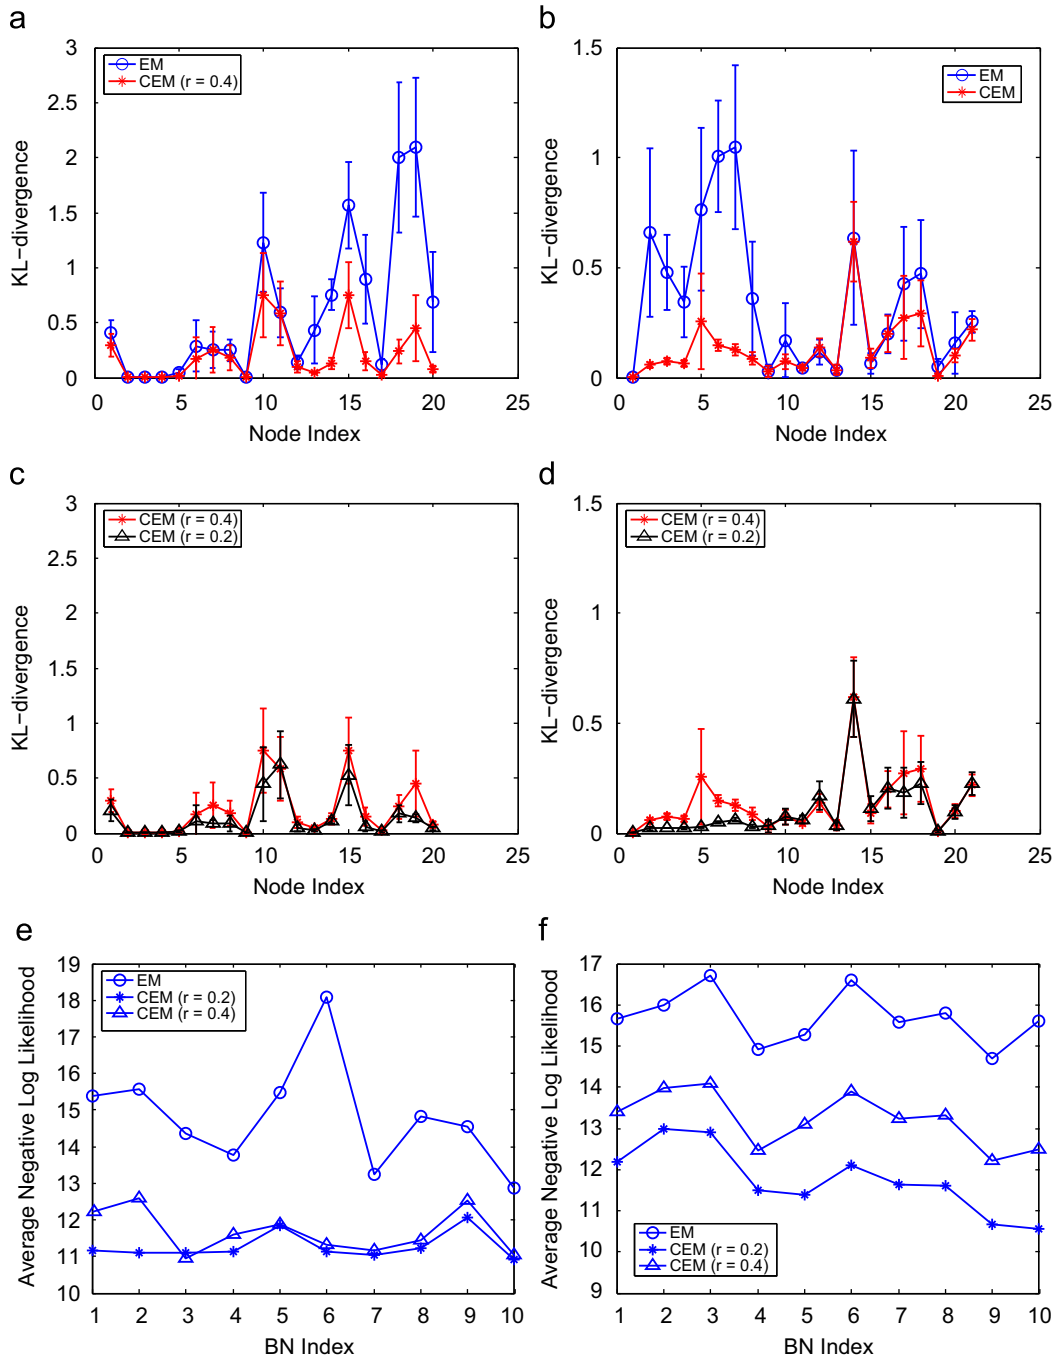 a
3
2.5
2
1.5
1
0.5
0
0
5
10
15
20
25
KL−divergence
Node Index
EM
CEM (r = 0.4)
b
1.5
1
0.5
0
0
5
10
15
20
25
KL−divergence
Node Index
EM
CEM
c
3
2.5
2
1.5
1
0.5
0
0
5
10
15
20
25
KL−divergence
Node Index
CEM (r = 0.4)
CEM (r = 0.2)
d
1.5
1
0.5
0
0
5
10
15
20
25
KL−divergence
Node Index
CEM (r = 0.4)
CEM (r = 0.2)
e
19
18
17
16
15
14
13
12
11
10
1
2
3
4
5
6
7
8
9
10
Average Negative Log Likelihood
BN Index
EM
CEM (r = 0.2)
CEM (r = 0.4)
f
17
16
15
14
13
12
11
10
9
1
2
3
4
5
6
7
8
9
10
Average Negative Log Likelihood
BN Index
EM
CEM (r = 0.2)
CEM (r = 0.4)